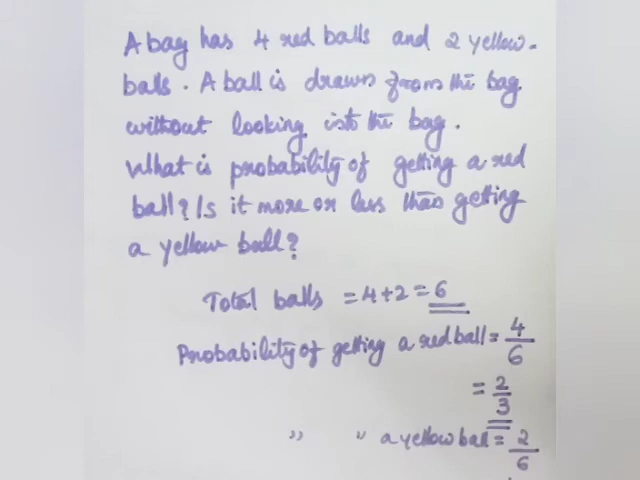 A bag has 4 red balls and 2 yellow
balls. A ball is drawn from the bag
without looking into the bag.
What is probability of getting a red
ball? Is it more or less than getting
a yellow ball?
Total balls = 4+2 = 6
Probability of getting a red ball = 4/6
= 2/3
,, ,, a yellow ball = 2/6